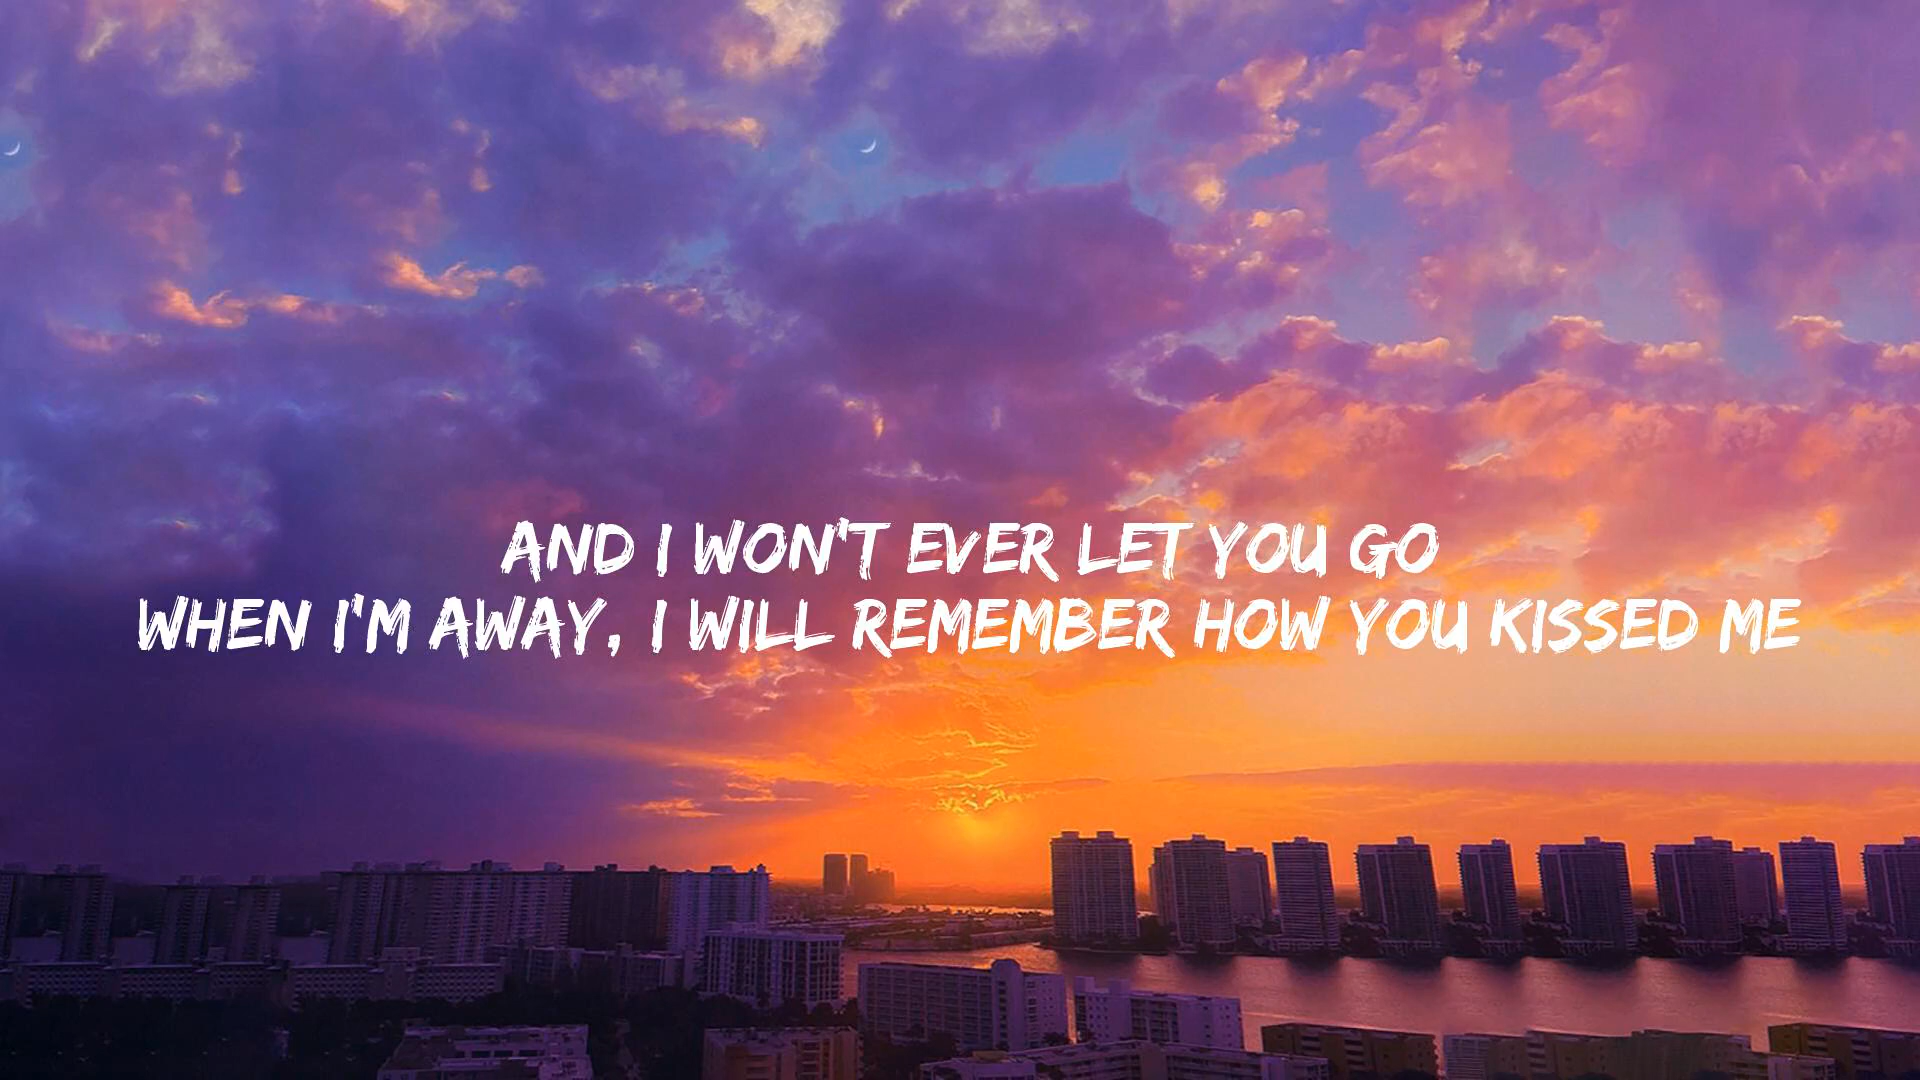 AND I WON'T EVER LET YOU GO
WHEN I'M AWAY, I WILL REMEMBER HOW YOU KISSED ME